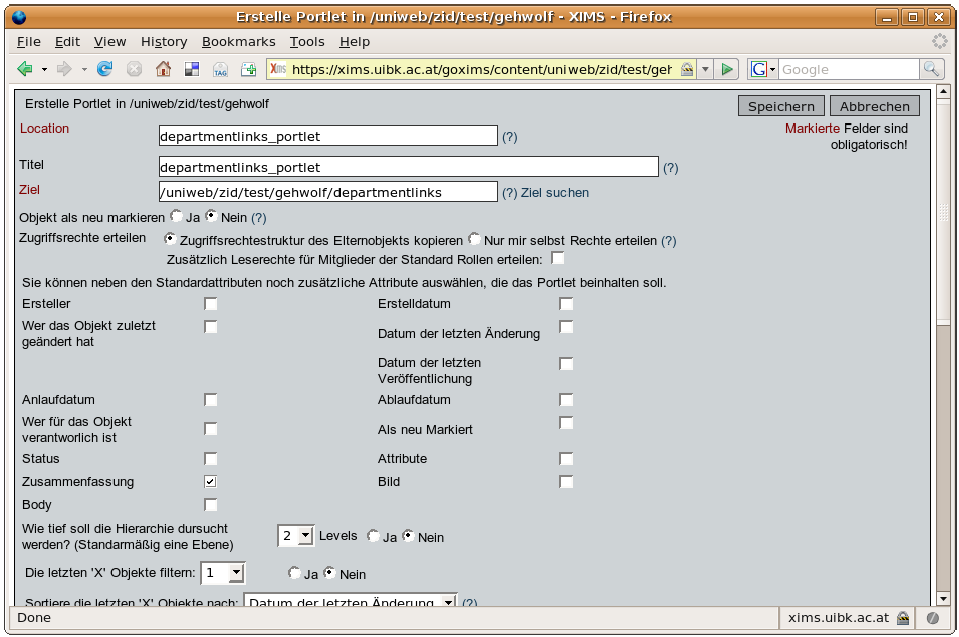 Erstelle Portlet in /uniweb/zid/test/gehwolf - XIMS - Firefox
File Edit View History Bookmarks Tools Help
TAG
XIMS https://xims.uibk.ac.at/goxims/content/uniweb/zid/test/geh G Google
Erstelle Portlet in /uniweb/zid/test/gehwolf Speichern Abbrechen
Location departmentlinks_portlet (?) Markierte Felder sind
obligatorisch!
Titel departmentlinks_portlet (?)
Ziel /uniweb/zid/test/gehwolf/departmentlinks (?) Ziel suchen
Objekt als neu markieren Ja Nein (?)
Zugriffsrechte erteilen Zugriffsrechtestruktur des Elternobjekts kopieren Nur mir selbst Rechte erteilen (?)
Zusätzlich Leserechte für Mitglieder der Standard Rollen erteilen:
Sie können neben den Standardattributen noch zusätzliche Attribute auswählen, die das Portlet beinhalten soll.
Ersteller Erstelldatum
Wer das Objekt zuletzt
geändert hat
Datum der letzten Änderung
Datum der letzten
Veröffentlichung
Anlaufdatum Ablaufdatum
Wer für das Objekt
verantworlich ist
Als neu Markiert
Status Attribute
Zusammenfassung Bild
Body
Wie tief soll die Hierarchie dursucht
werden? (Standarmäßig eine Ebene) 2 Levels Ja Nein
Die letzten 'X' Objekte filtern: 1 Ja Nein
Sortiere die letzten 'X' Objekte nach: Datum der letzten Änderung (?)
Done xims.uibk.ac.at